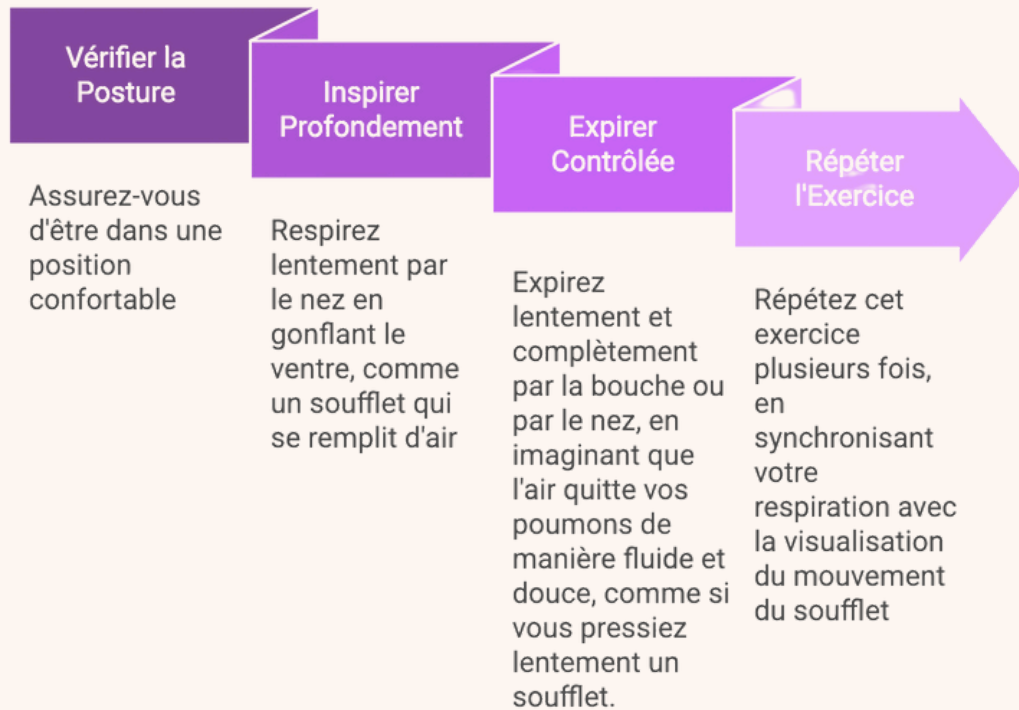 Vérifier la
Posture
Assurez-vous
d'être dans une
position
confortable
Inspirer
Profondement
Respirez
lentement par
le nez en
gonflant le
ventre, comme
un soufflet qui
se remplit d'air
Expirer
Contrôlée
Expirez
lentement et
complètement
par la bouche ou
par le nez, en
imaginant que
l'air quitte vos
poumons de
manière fluide et
douce, comme si
vous pressiez
lentement un
soufflet.
Répéter
l'Exercice
Répétez cet
exercice
plusieurs fois,
en
synchronisant
votre
respiration avec
la visualisation
du mouvement
du soufflet